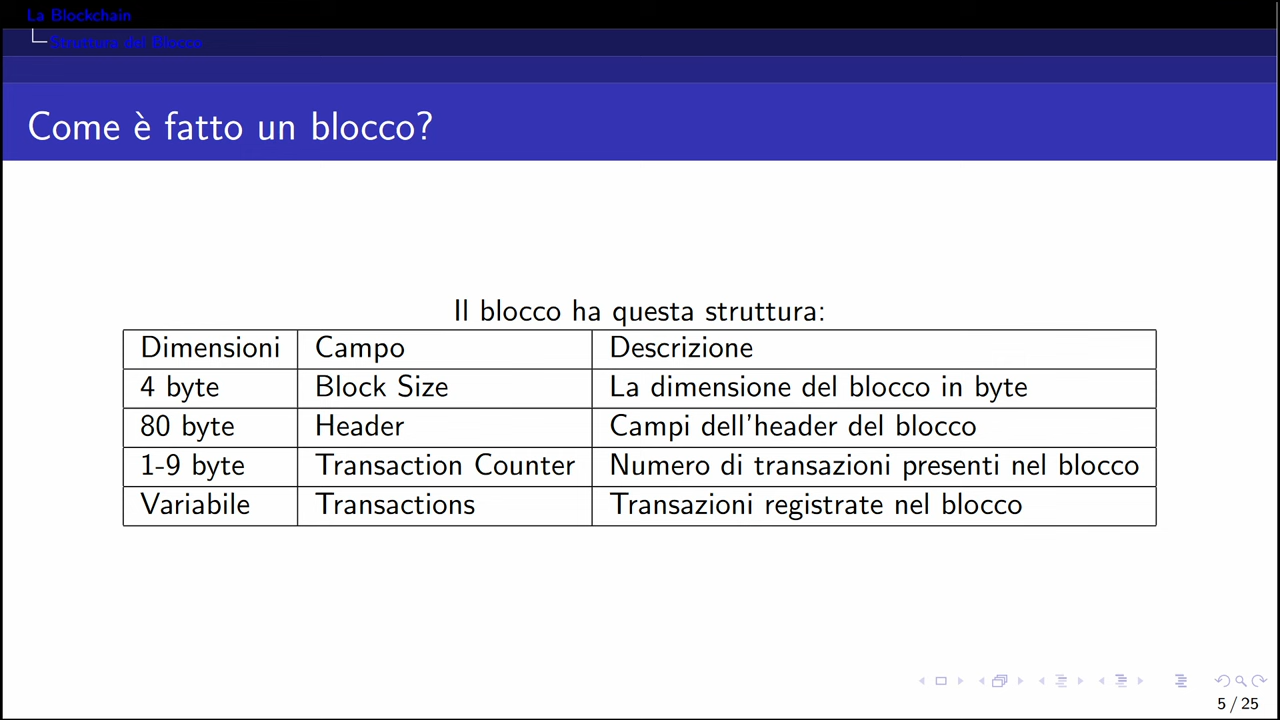 La Blockchain
Struttura del Blocco
Come è fatto un blocco?
Il blocco ha questa struttura:
Dimensioni Campo Descrizione
4 byte Block Size La dimensione del blocco in byte
80 byte Header Campi dell'header del blocco
1-9 byte Transaction Counter Numero di transazioni presenti nel blocco
Variabile Transactions Transazioni registrate nel blocco
5 / 25